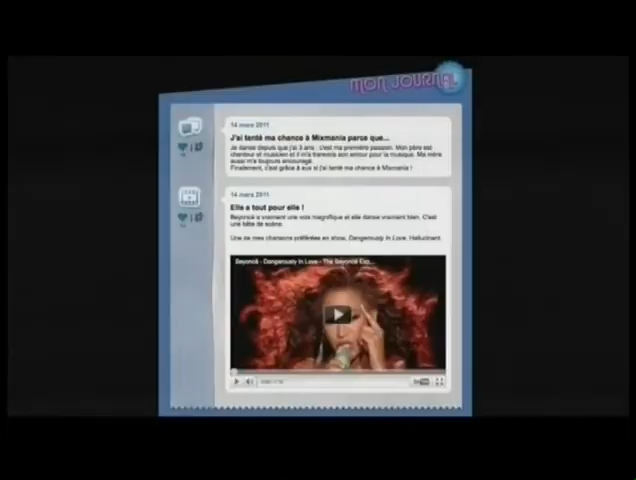 MON JOURNAL
14 mars 2011
J'ai tenté ma chance à Mixmania parce que...
Je danse depuis que j'ai 3 ans : c'est ma première passion. Mon père est
chanteur et musicien et il m'a transmis son amour pour la musique. Ma mère
aussi m'a toujours encouragé.
Finalement, c'est grâce à eux si j'ai tenté ma chance à Mixmania !
14 mars 2011
Elle a tout pour elle !
Beyoncé a vraiment une voix magnifique et elle danse vraiment bien. C'est
une bête de scène.
Une de mes chansons préférées en show, Dangerously In Love. Hallucinant.
Beyoncé - Dangerously In Love - The Beyoncé Exp...